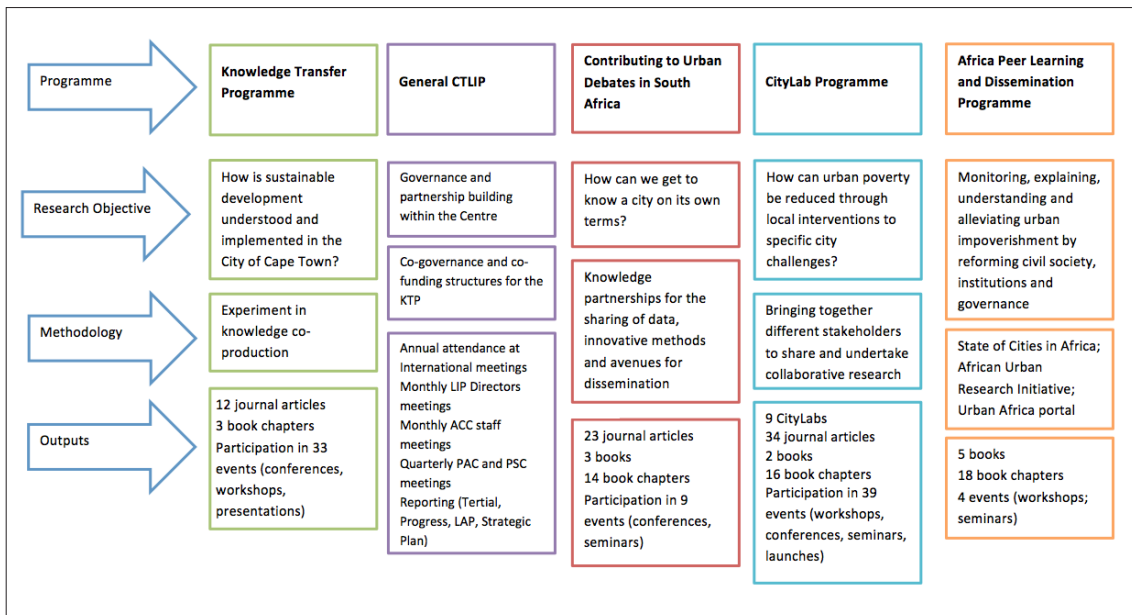 Programme
Knowledge Transfer
Programme
General CTLIP
Contributing to Urban
Debates in South
Africa
CityLab Programme
Africa Peer Learning
and Dissemination
Programme
Research Objective
How is sustainable
development
understood and
implemented in the
City of Cape Town?
Governance and
partnership building
within the Centre
How can we get to
know a city on its own
terms?
How can urban poverty
be reduced through
local interventions to
specific city
challenges?
Monitoring, explaining,
understanding and
alleviating urban
impoverishment by
reforming civil society,
institutions and
governance
Methodology
Experiment in
knowledge co-
production
Co-governance and co-
funding structures for the
KTP
Knowledge
partnerships for the
sharing of data,
innovative methods
and avenues for
dissemination
Bringing together
different stakeholders
to share and undertake
collaborative research
State of Cities in Africa;
African Urban
Research Initiative;
Urban Africa portal
Outputs
12 journal articles
3 book chapters
Participation in 33
events (conferences,
workshops,
presentations)
Annual attendance at
International meetings
Monthly LIP Directors
meetings
Monthly ACC staff
meetings
Quarterly PAC and PSC
meetings
Reporting (Tertial,
Progress, LAP, Strategic
Plan)
23 journal articles
3 books
14 book chapters
Participation in 9
events (conferences,
seminars)
9 CityLabs
34 journal articles
2 books
16 book chapters
Participation in 39
events (workshops,
conferences, seminars,
launches)
5 books
18 book chapters
4 events (workshops;
seminars)